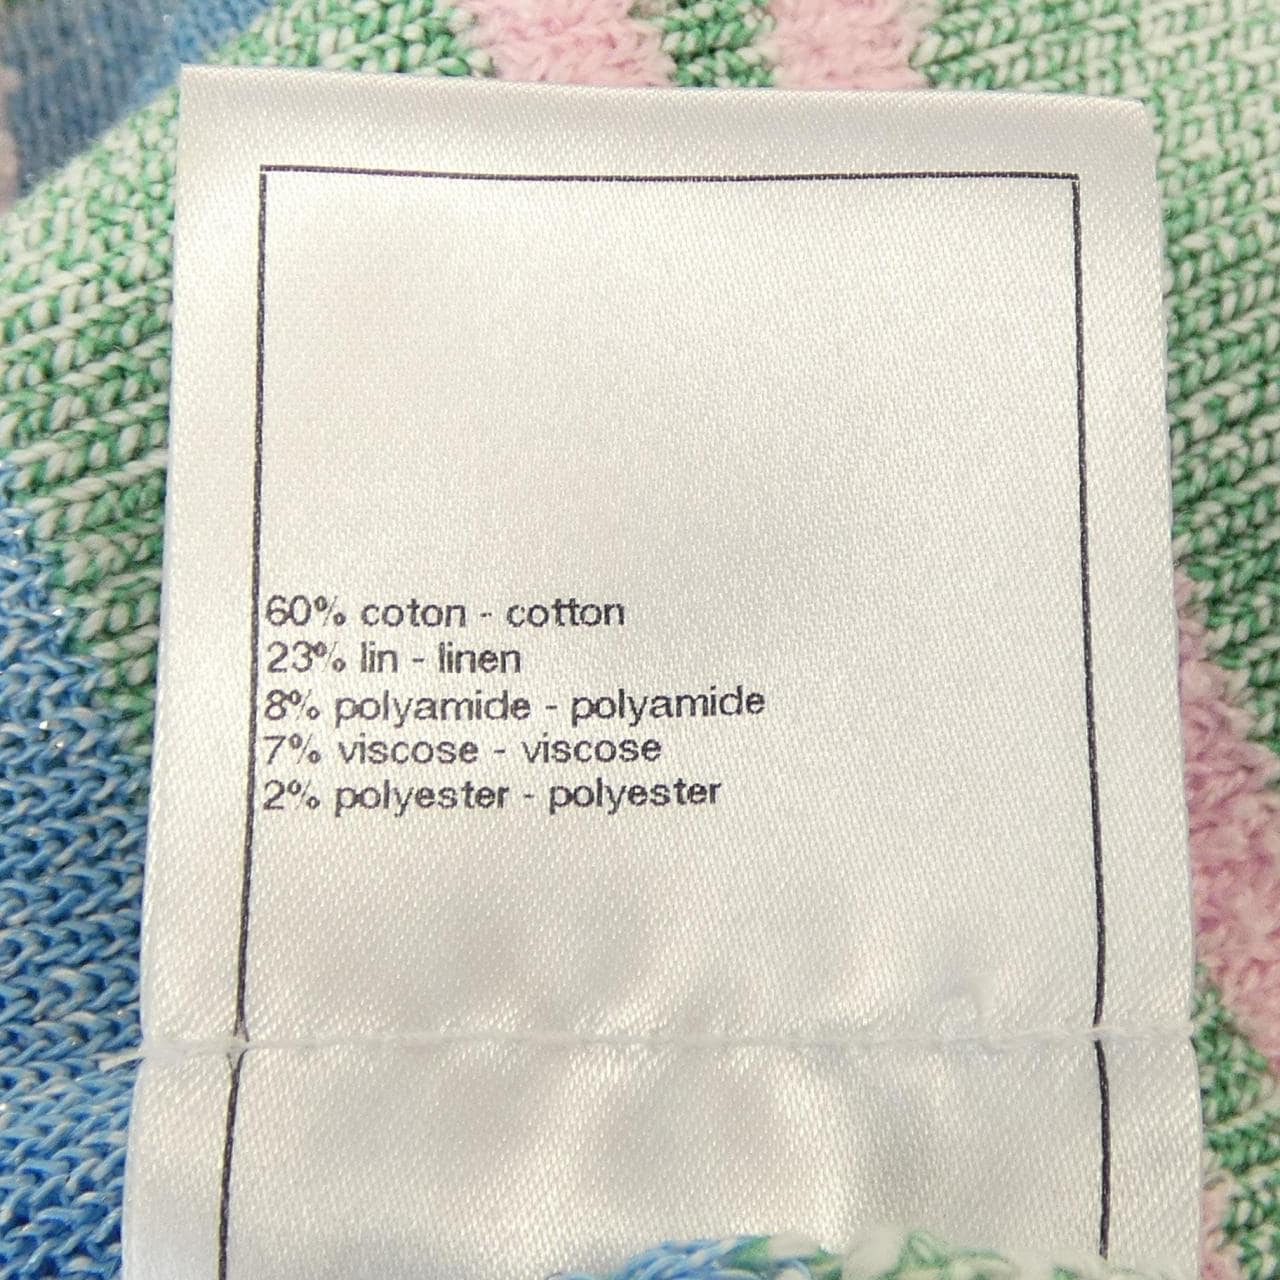 60% coton - cotton
23% lin - linen
8% polyamide - polyamide
7% viscose - viscose
2% polyester - polyester